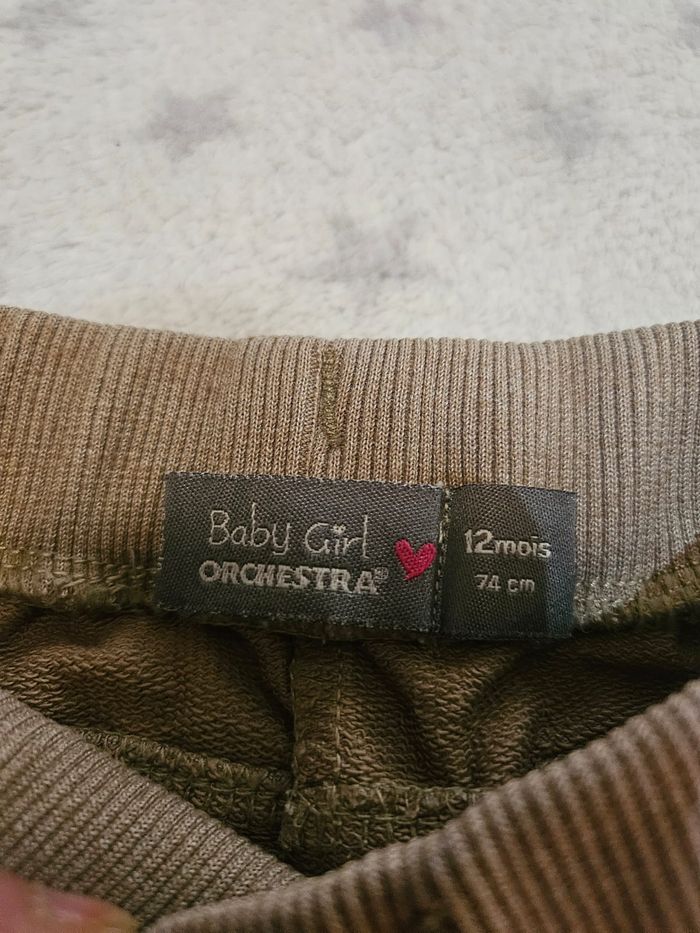 Baby Girl
ORCHESTRA®
12mois
74 cm